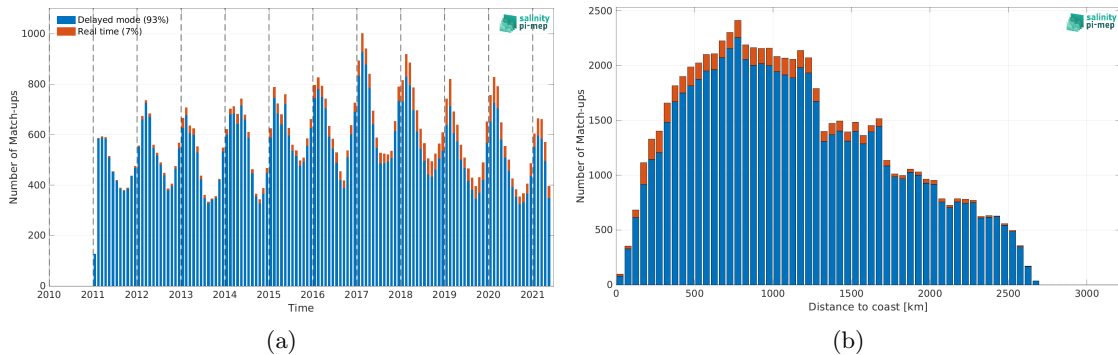 Delayed mode (93%)
Real time (7%)
salinity
pi-mep
Number of Match-ups
1000
800
600
400
200
0
2010 2011 2012 2013 2014 2015 2016 2017 2018 2019 2020 2021
Time
(a)
salinity
pi-mep
Number of Match-ups
2500
2000
1500
1000
500
0
0 500 1000 1500 2000 2500 3000
Distance to coast [km]
(b)